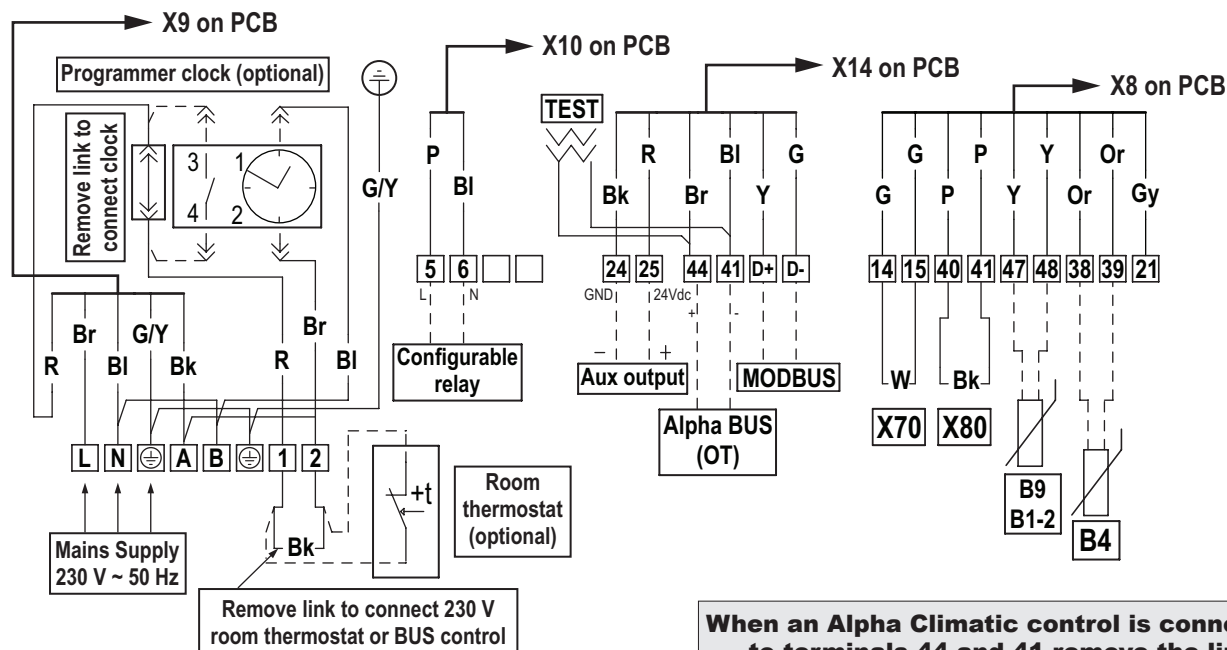 X9 on PCB
X10 on PCB
X14 on PCB
X8 on PCB
Programmer clock (optional)
Remove link to
connect clock
3 1
4 2
G/Y
R Br Bl G/Y Bk R Br Bl
L N A B 1 2
Mains Supply
230 V ~ 50 Hz
Bk
+t
Room
thermostat
(optional)
Remove link to connect 230 V
room thermostat or BUS control
P Bl
5 6
L N
Configurable
relay
TEST
Bk R Br Bl Y G
24 25 44 41 D+ D-
GND 24Vdc
+ -
− +
Aux output
MODBUS
Alpha BUS
(OT)
G G P P Y Y Or Or Gy
14 15 40 41 47 48 38 39 21
W Bk
X70 X80
B9
B1-2
B4
When an Alpha Climatic control is conne
to terminals 44 and 41 remove the li